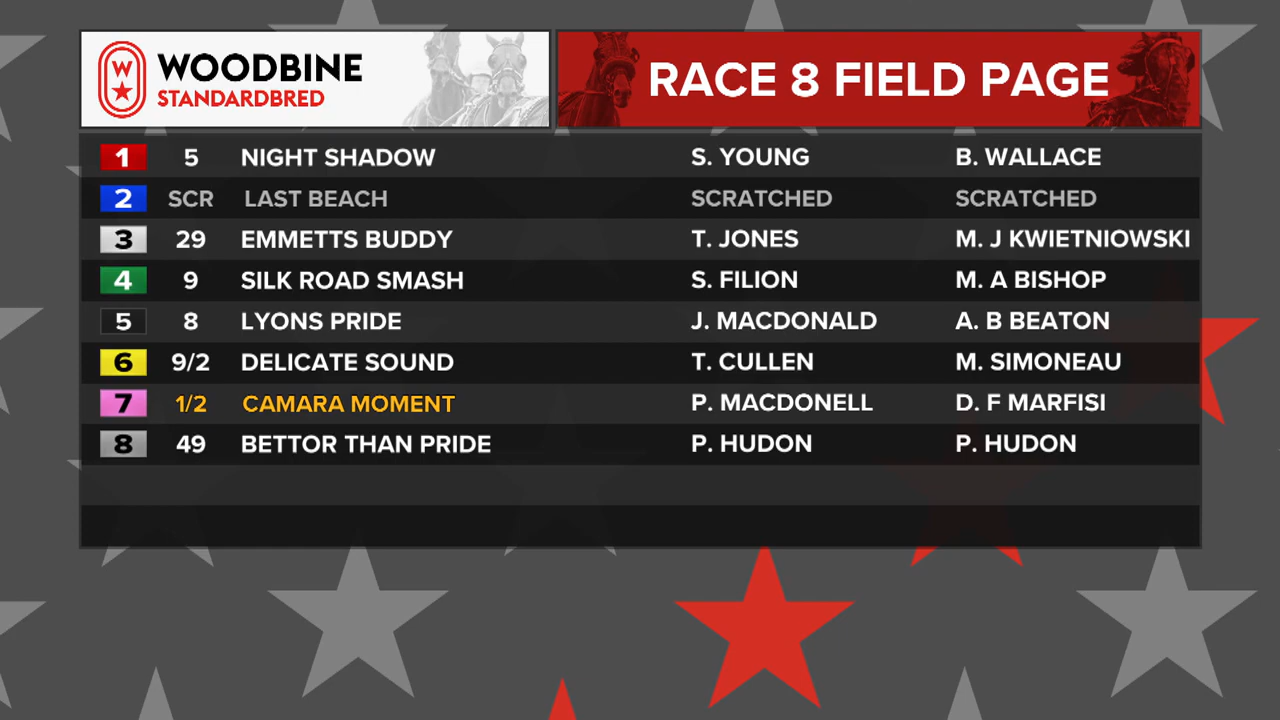 W
WOODBINE
STANDARDBRED
RACE 8 FIELD PAGE
1 5 NIGHT SHADOW S. YOUNG B. WALLACE
2 SCR LAST BEACH SCRATCHED SCRATCHED
3 29 EMMETTS BUDDY T. JONES M. J KWIETNIOWSKI
4 9 SILK ROAD SMASH S. FILION M. A BISHOP
5 8 LYONS PRIDE J. MACDONALD A. B BEATON
6 9/2 DELICATE SOUND T. CULLEN M. SIMONEAU
7 1/2 CAMARA MOMENT P. MACDONELL D. F MARFISI
8 49 BETTOR THAN PRIDE P. HUDON P. HUDON